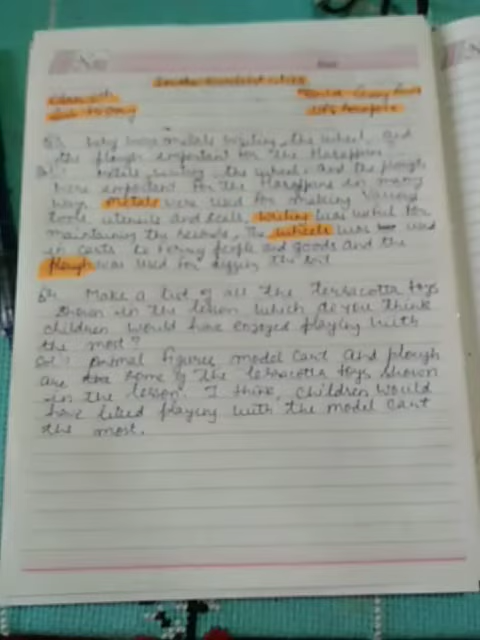 No.
Date
Class 6th
Sub History
Q3. Why were metals writing, the wheel, and
the plough important for the Harappans.
Metals, writing, the wheel, and the plough
were important for the Harappans in many
ways. Metals were used for making various
tools utensils and seals. Writing was useful for
maintaining the records. The wheels was used
in carts to ferry people and goods and the
plough was used for digging the soil
Q4. Make a list of all the terracotta toys
shown in the lesson which do you think
children would have enjoyed playing with
the most?
Sol: Animal figures model cart and plough
are the some of the terracotta toys shown
in the lesson. I think, children would
have liked playing with the model cart
the most.